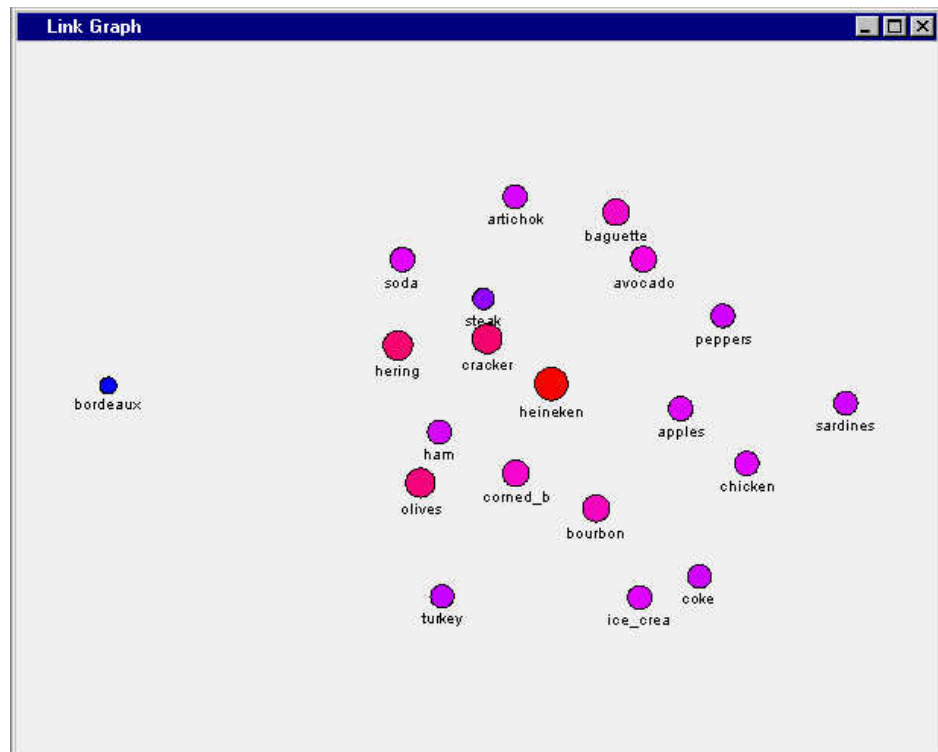 Link Graph
artichok
baguette
soda
avocado
steak
peppers
cracker
hering
bordeaux
heineken
sardines
apples
ham
chicken
olives
corned_b
bourbon
coke
turkey
ice_crea